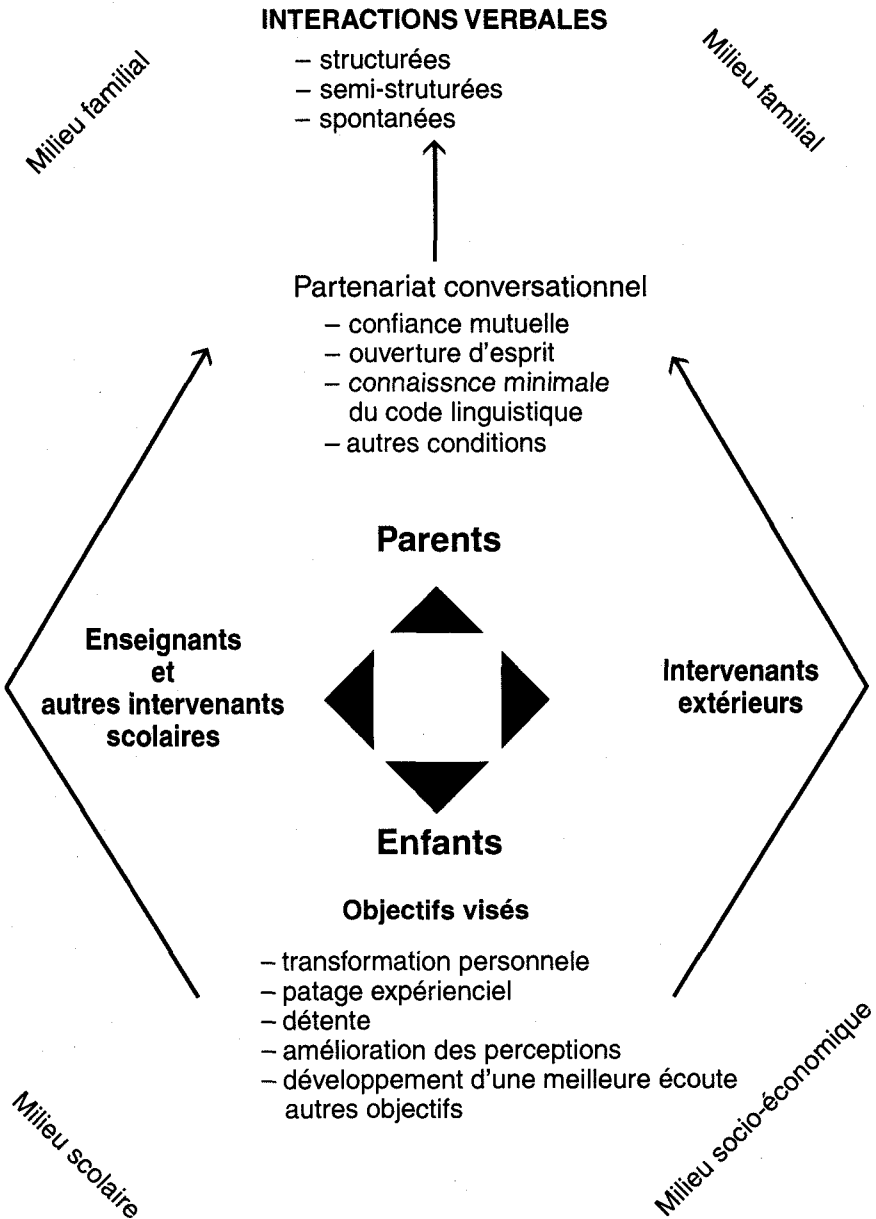 INTERACTIONS VERBALES
– structurées
– semi-struturées
– spontanées
Milieu familial
Milieu familial
Partenariat conversationnel
– confiance mutuelle
– ouverture d'esprit
– connaissnce minimale
du code linguistique
– autres conditions
Parents
Enseignants
et
autres intervenants
scolaires
Intervenants
extérieurs
Enfants
Objectifs visés
– transformation personnele
– patage expérienciel
– détente
– amélioration des perceptions
– développement d'une meilleure écoute
autres objectifs
Milieu scolaire
Milieu socio-économique